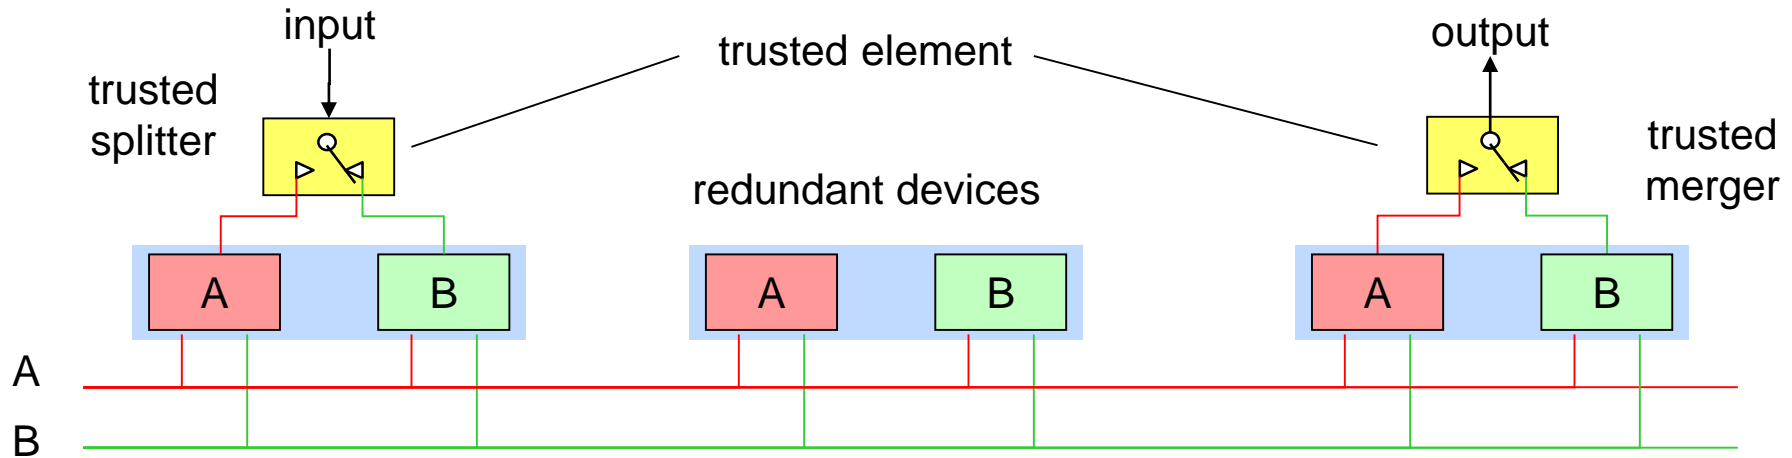 input
trusted element
output
trusted
splitter
trusted
merger
redundant devices
A
B
A
B
A
B
A
B